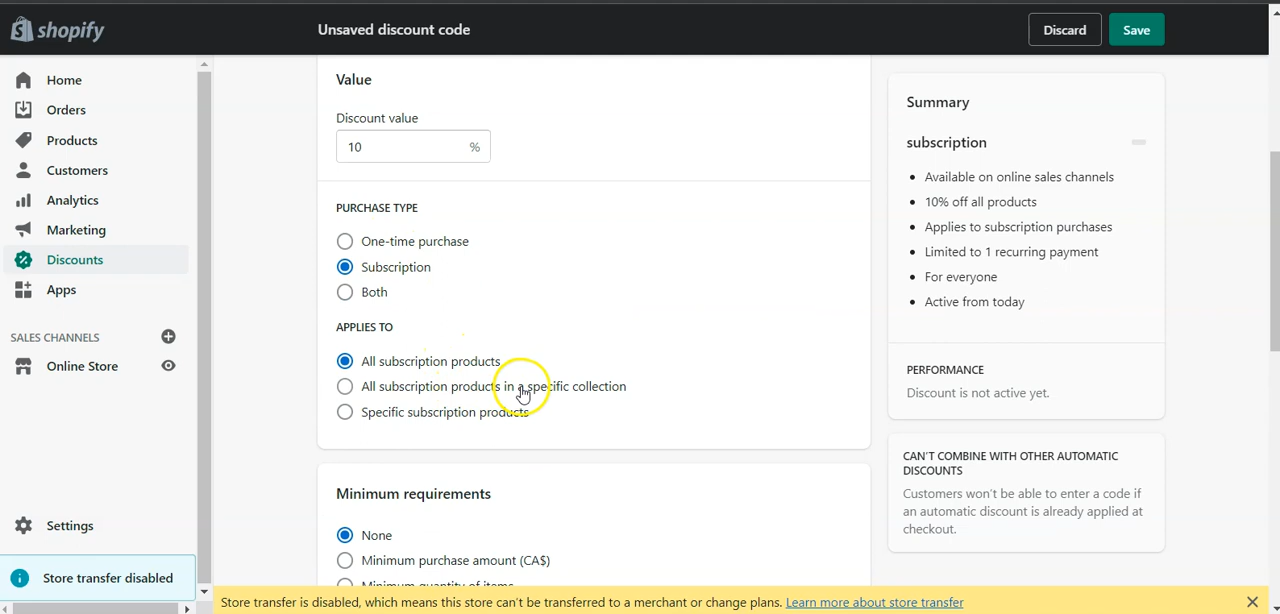 shopify
Unsaved discount code
Discard
Save
Home
Orders
Products
Customers
Analytics
Marketing
Discounts
Apps
SALES CHANNELS
Online Store
Settings
Store transfer disabled
Value
Discount value
10 %
PURCHASE TYPE
One-time purchase
Subscription
Both
APPLIES TO
All subscription products
All subscription products in a specific collection
Specific subscription products
Minimum requirements
None
Minimum purchase amount (CA$)
Minimum quantity of items
Summary
subscription
• Available on online sales channels
• 10% off all products
• Applies to subscription purchases
• Limited to 1 recurring payment
• For everyone
• Active from today
PERFORMANCE
Discount is not active yet.
CAN'T COMBINE WITH OTHER AUTOMATIC
DISCOUNTS
Customers won't be able to enter a code if
an automatic discount is already applied at
checkout.
Store transfer is disabled, which means this store can't be transferred to a merchant or change plans. Learn more about store transfer